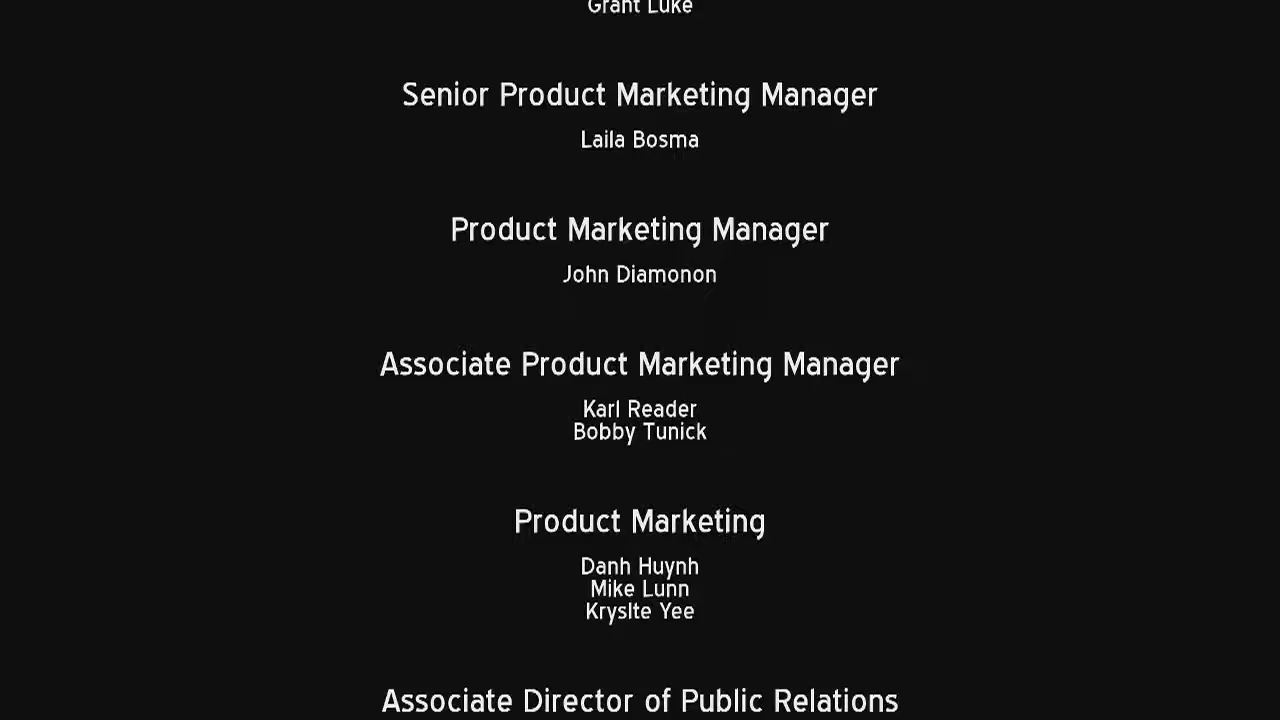 Grant Luke
Senior Product Marketing Manager
Laila Bosma
Product Marketing Manager
John Diamonon
Associate Product Marketing Manager
Karl Reader
Bobby Tunick
Product Marketing
Danh Huynh
Mike Lunn
Kryslte Yee
Associate Director of Public Relations